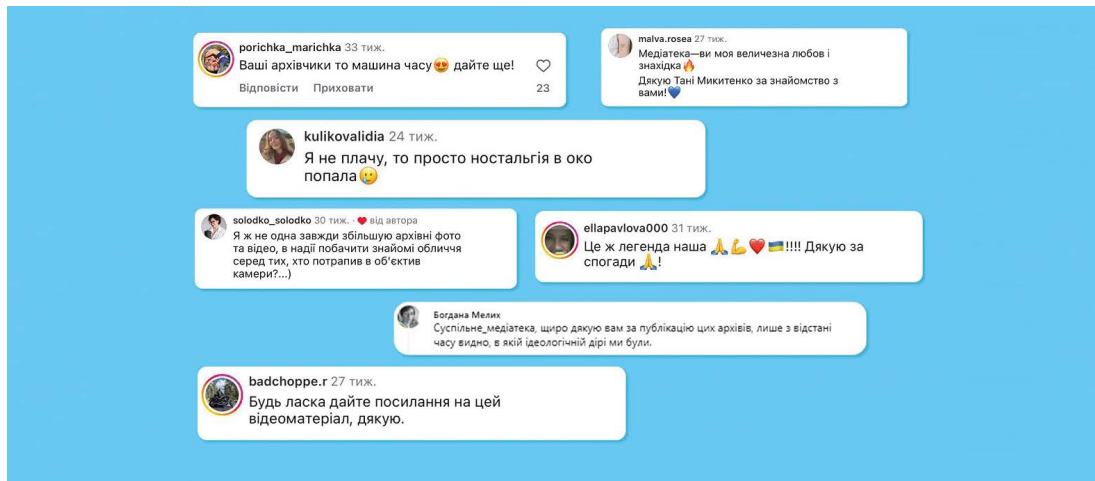 porichka_marichka 33 тиж.
Ваші архівчики то машина часу😍 дайте ще!
Відповісти Приховати 23
malva.rosea 27 тиж.
Медіатека—ви моя величезна любов і
знахідка🔥
Дякую Тані Микитенко за знайомство з
вами!💙
kulikovalidia 24 тиж.
Я не плачу, то просто ностальгія в око
попала🥲
solodko_solodko 30 тиж. · ❤️ від автора
Я ж не одна завжди збільшую архівні фото
та відео, в надії побачити знайомі обличчя
серед тих, хто потрапив в об'єктив
камери?...)
ellapavlova000 31 тиж.
Це ж легенда наша 🙏💪❤️🇺🇦!!!! Дякую за
спогади 🙏!
Богдана Мелих
Суспільне_медіатека, щиро дякую вам за публікацію цих архівів, лише з відстані
часу видно, в якій ідеологічній дірі ми були.
badchoppe.r 27 тиж.
Будь ласка дайте посилання на цей
відеоматеріал, дякую.